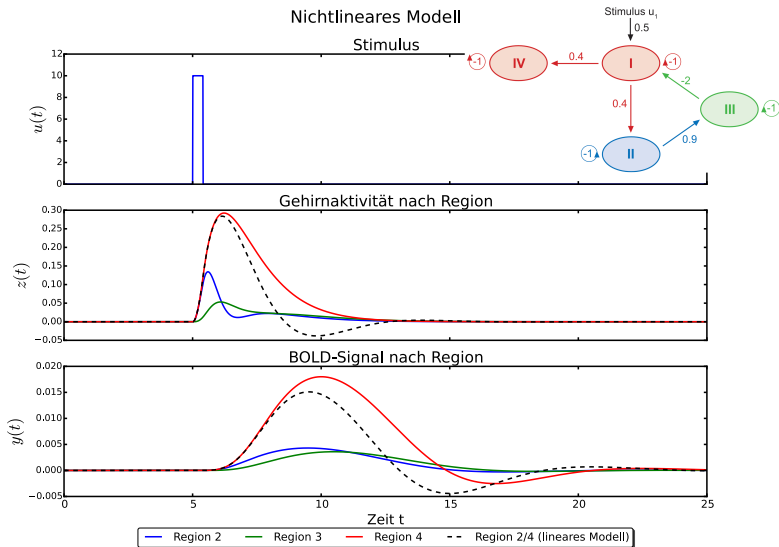 Nichtlineares Modell
Stimulus
Stimulus u₁
0.5
IV
0.4
I
-1
-1
-2
0.4
III
-1
0.9
II
-1
u(t)
12
10
8
6
4
2
0
Gehirnaktivität nach Region
z(t)
0.30
0.25
0.20
0.15
0.10
0.05
0.00
−0.05
BOLD-Signal nach Region
y(t)
0.020
0.015
0.010
0.005
0.000
−0.005
0 5 10 15 20 25
Zeit t
Region 2 Region 3 Region 4 Region 2/4 (lineares Modell)